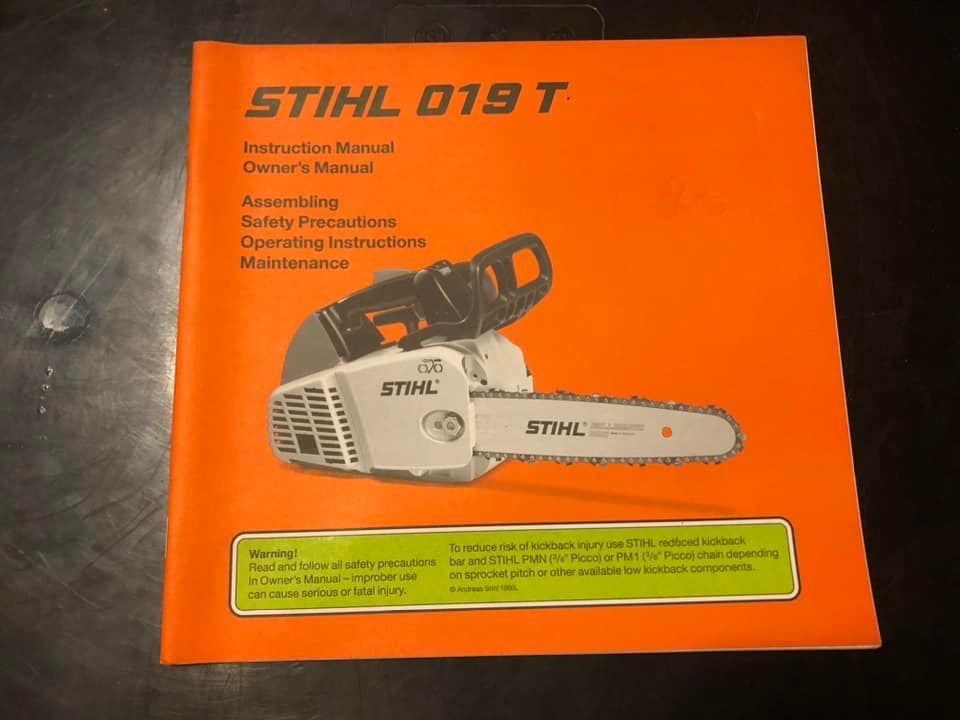 STIHL 019 T
Instruction Manual
Owner's Manual
Assembling
Safety Precautions
Operating Instructions
Maintenance
STIHL®
STIHL®
Warning!
Read and follow all safety precautions
in Owner's Manual – improber use
can cause serious or fatal injury.
To reduce risk of kickback injury use STIHL redbced kickback
bar and STIHL PMN (3/8" Picco) or PM1 (3/8" Picco) chain depending
on sprocket pitch or other available low kickback components.
© Andreas Stihl 1993.